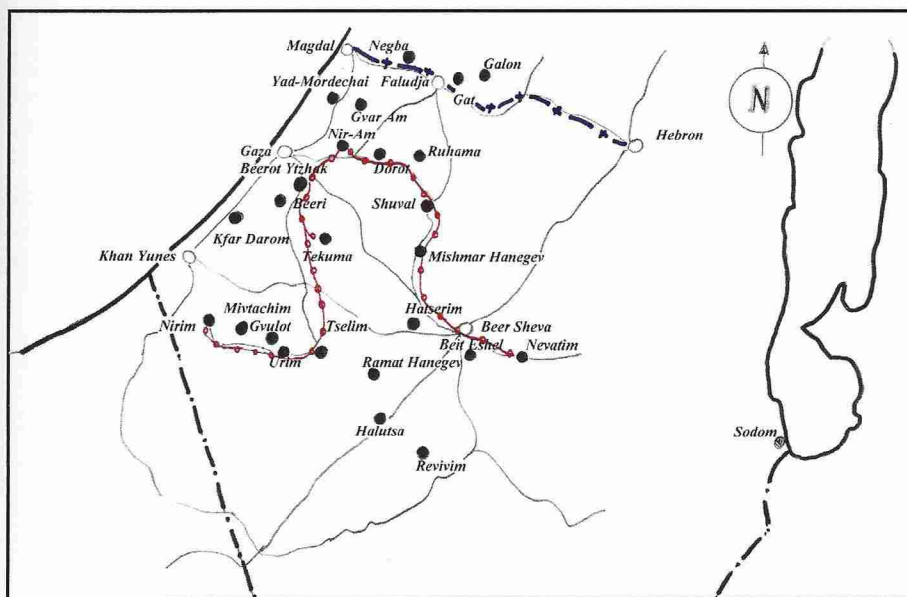 Magdal
Negba
Galon
Yad-Mordechai
Faludja
Gat
Gvar Am
N
Hebron
Nir-Am
Gaza
Ruhama
Beerot Ytzhak
Dorot
Beeri
Shuval
Kfar Darom
Khan Yunes
Tekuma
Mishmar Hanegev
Mivtachim
Hatserim
Nirim
Gvulot
Tselim
Beer Sheva
Urim
Beit Eshel
Nevatim
Ramat Hanegev
Halutsa
Sodom
Revivim